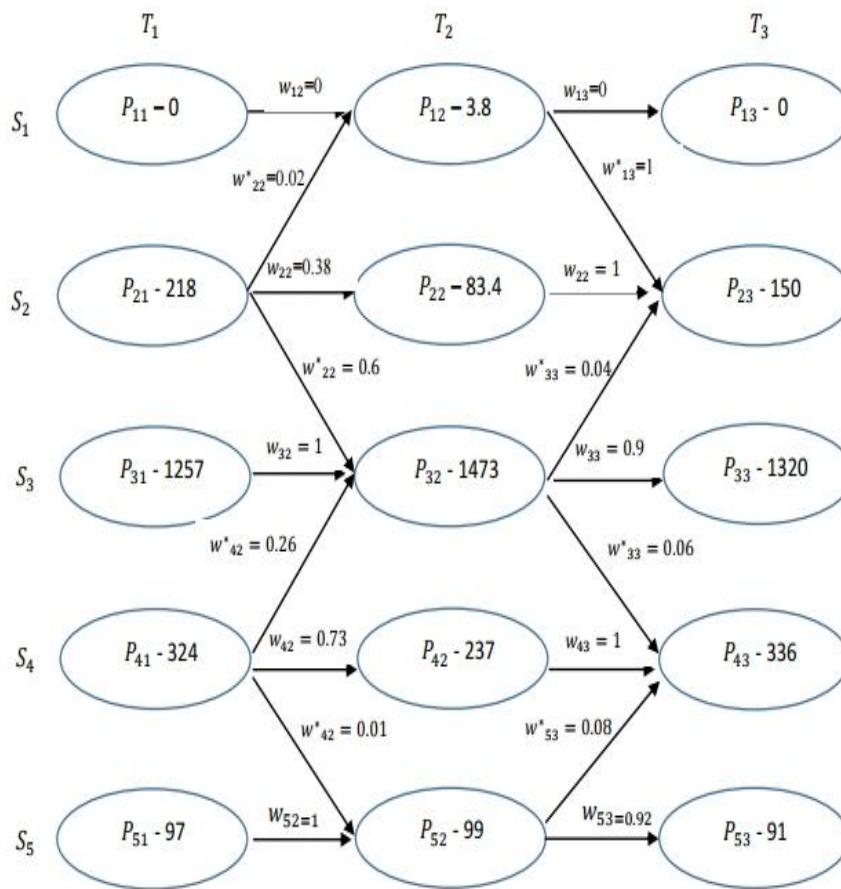 T₁ T₂ T₃
w₁₂=0 w₁₃=0
S₁ P₁₁ – 0 P₁₂ – 3.8 P₁₃ - 0
w*₂₂=0.02 w*₁₃=1
w₂₂=0.38 w₂₂ = 1
S₂ P₂₁ - 218 P₂₂ – 83.4 P₂₃ - 150
w*₂₂ = 0.6 w*₃₃ = 0.04
w₃₂ = 1 w₃₃ = 0.9
S₃ P₃₁ - 1257 P₃₂ - 1473 P₃₃ - 1320
w*₄₂ = 0.26 w*₃₃ = 0.06
w₄₂ = 0.73 w₄₃ = 1
S₄ P₄₁ - 324 P₄₂ - 237 P₄₃ - 336
w*₄₂ = 0.01 w*₅₃ = 0.08
w₅₂=1 w₅₃=0.92
S₅ P₅₁ - 97 P₅₂ - 99 P₅₃ - 91